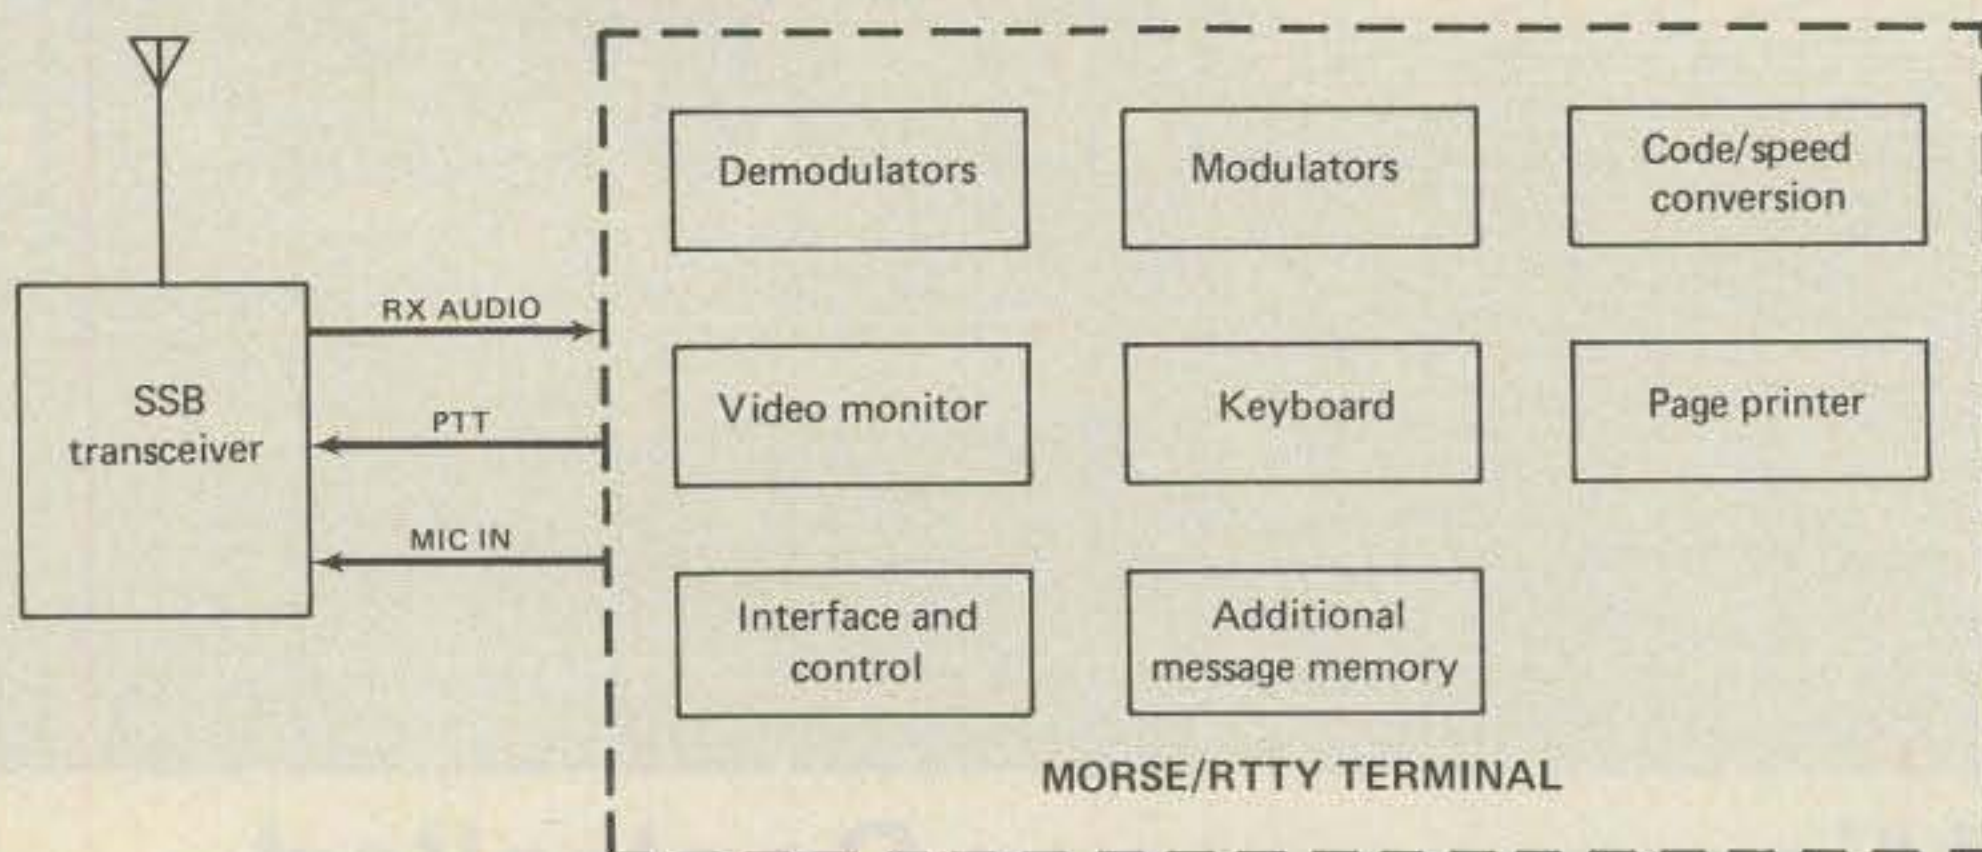 Demodulators
Modulators
Code/speed
conversion
RX AUDIO
SSB
transceiver
PTT
MIC IN
Video monitor
Keyboard
Page printer
Interface and
control
Additional
message memory
MORSE/RTTY TERMINAL